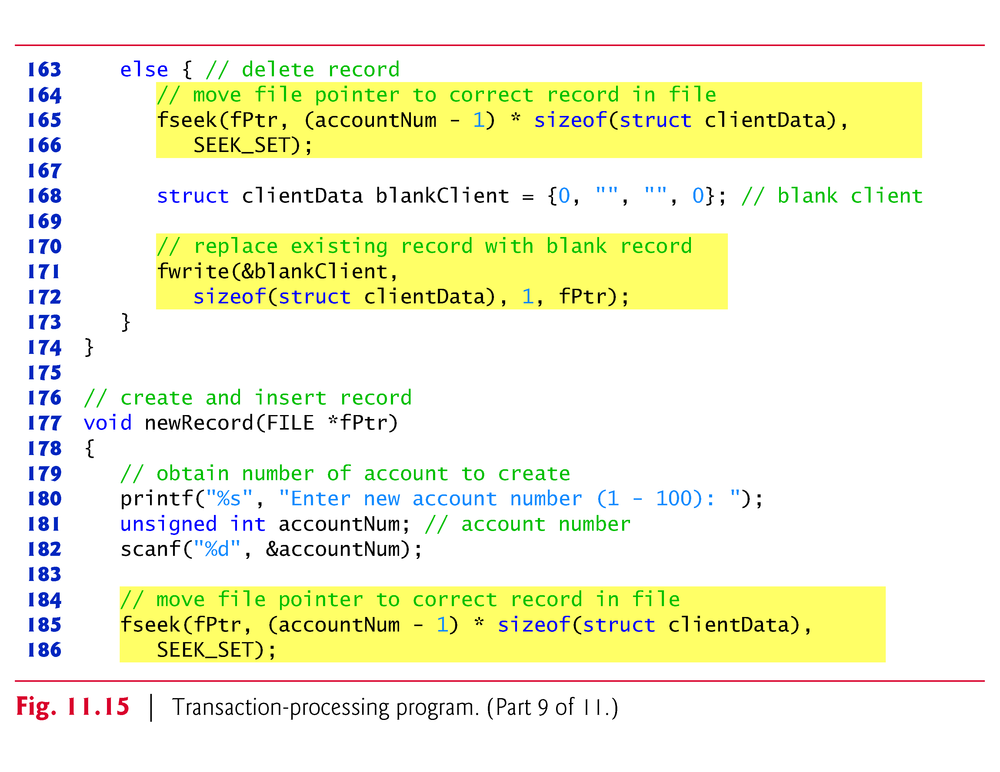 163 else { // delete record
164 // move file pointer to correct record in file
165 fseek(fPtr, (accountNum - 1) * sizeof(struct clientData),
166 SEEK_SET);
167
168 struct clientData blankClient = {0, "", "", 0}; // blank client
169
170 // replace existing record with blank record
171 fwrite(&blankClient,
172 sizeof(struct clientData), 1, fPtr);
173 }
174 }
175
176 // create and insert record
177 void newRecord(FILE *fPtr)
178 {
179 // obtain number of account to create
180 printf("%s", "Enter new account number (1 - 100): ");
181 unsigned int accountNum; // account number
182 scanf("%d", &accountNum);
183
184 // move file pointer to correct record in file
185 fseek(fPtr, (accountNum - 1) * sizeof(struct clientData),
186 SEEK_SET);
Fig. 11.15 | Transaction-processing program. (Part 9 of 11.)